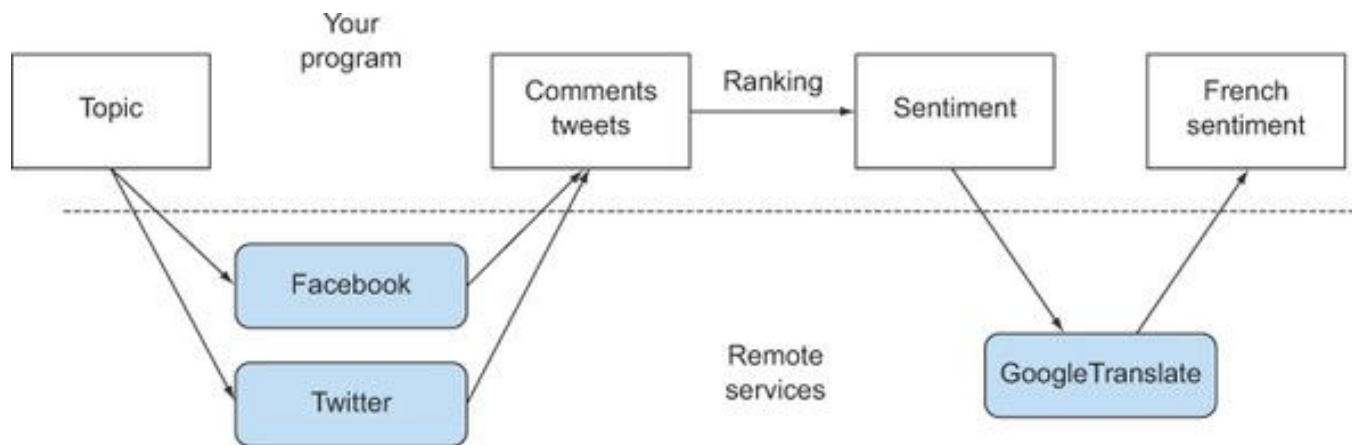 Your
program
Topic
Comments
tweets
Ranking
Sentiment
French
sentiment
Facebook
Twitter
Remote
services
GoogleTranslate